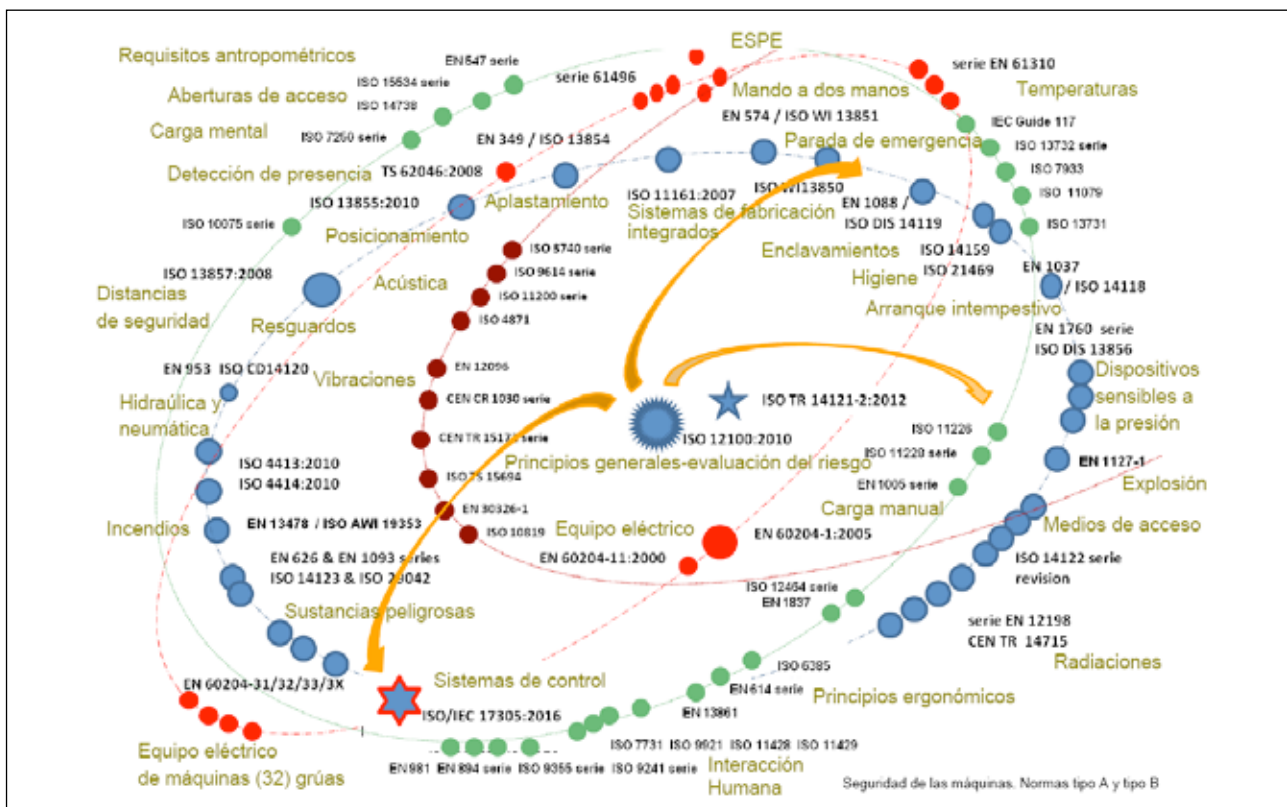 ESPE
Requisitos antropométricos
EN 547 serie
serie 61496
serie EN 61310
ISO 15534 serie
Temperaturas
Aberturas de acceso
Mando a dos manos
ISO 14738
EN 574 / ISO WI 13851
IEC Guide 117
Carga mental
ISO 7250 serie
EN 349 / ISO 13854
Parada de emergencia
ISO 13732 serie
Detección de presencia
TS 62046:2008
ISO 7933
ISO 11161:2007
ISO WI13850
ISO 11079
ISO 13855:2010
Aplastamiento
EN 1088 /
ISO DIS 14119
ISO 10075 serie
Sistemas de fabricación
integrados
ISO 13731
Posicionamiento
Enclavamientos
ISO 14159
ISO 21469
ISO 3740 serie
EN 1037
/ ISO 14118
ISO 13857:2008
Acústica
ISO 9614 serie
Higiene
Distancias
de seguridad
ISO 11200 serie
Arranque intempestivo
Resguardos
ISO 4871
EN 1760 serie
ISO DIS 13856
EN 953 ISO CD14120
EN 12096
Vibraciones
Dispositivos
sensibles a
la presión
Hidraúlica y
neumática
CEN CR 1030 serie
ISO TR 14121-2:2012
ISO 11226
CEN TR 15172 serie
ISO 12100:2010
ISO 4413:2010
ISO 4414:2010
Principios generales-evaluación del riesgo
ISO 11228 serie
EN 1127-1
ISO TS 15694
EN 1005 serie
Explosión
Incendios
EN 13478 / ISO AWI 19353
EN 30326-1
Carga manual
ISO 10819
Equipo eléctrico
EN 60204-1:2005
Medios de acceso
EN 626 & EN 1093 series
ISO 14123 & ISO 29042
EN 60204-11:2000
ISO 14122 serie
revision
ISO 12464 serie
EN 1837
Sustancias peligrosas
serie EN 12198
CEN TR 14715
Radiaciones
ISO 6385
EN 60204-31/32/33/3X
Sistemas de control
EN 614 serie
Principios ergonómicos
ISO/IEC 17305:2016
EN 13861
Equipo eléctrico
de máquinas (32) grúas
ISO 7731 ISO 9921 ISO 11428 ISO 11429
EN 981 EN 894 serie ISO 9355 serie ISO 9241 serie
Interacción
Humana
Seguridad de las máquinas. Normas tipo A y tipo B